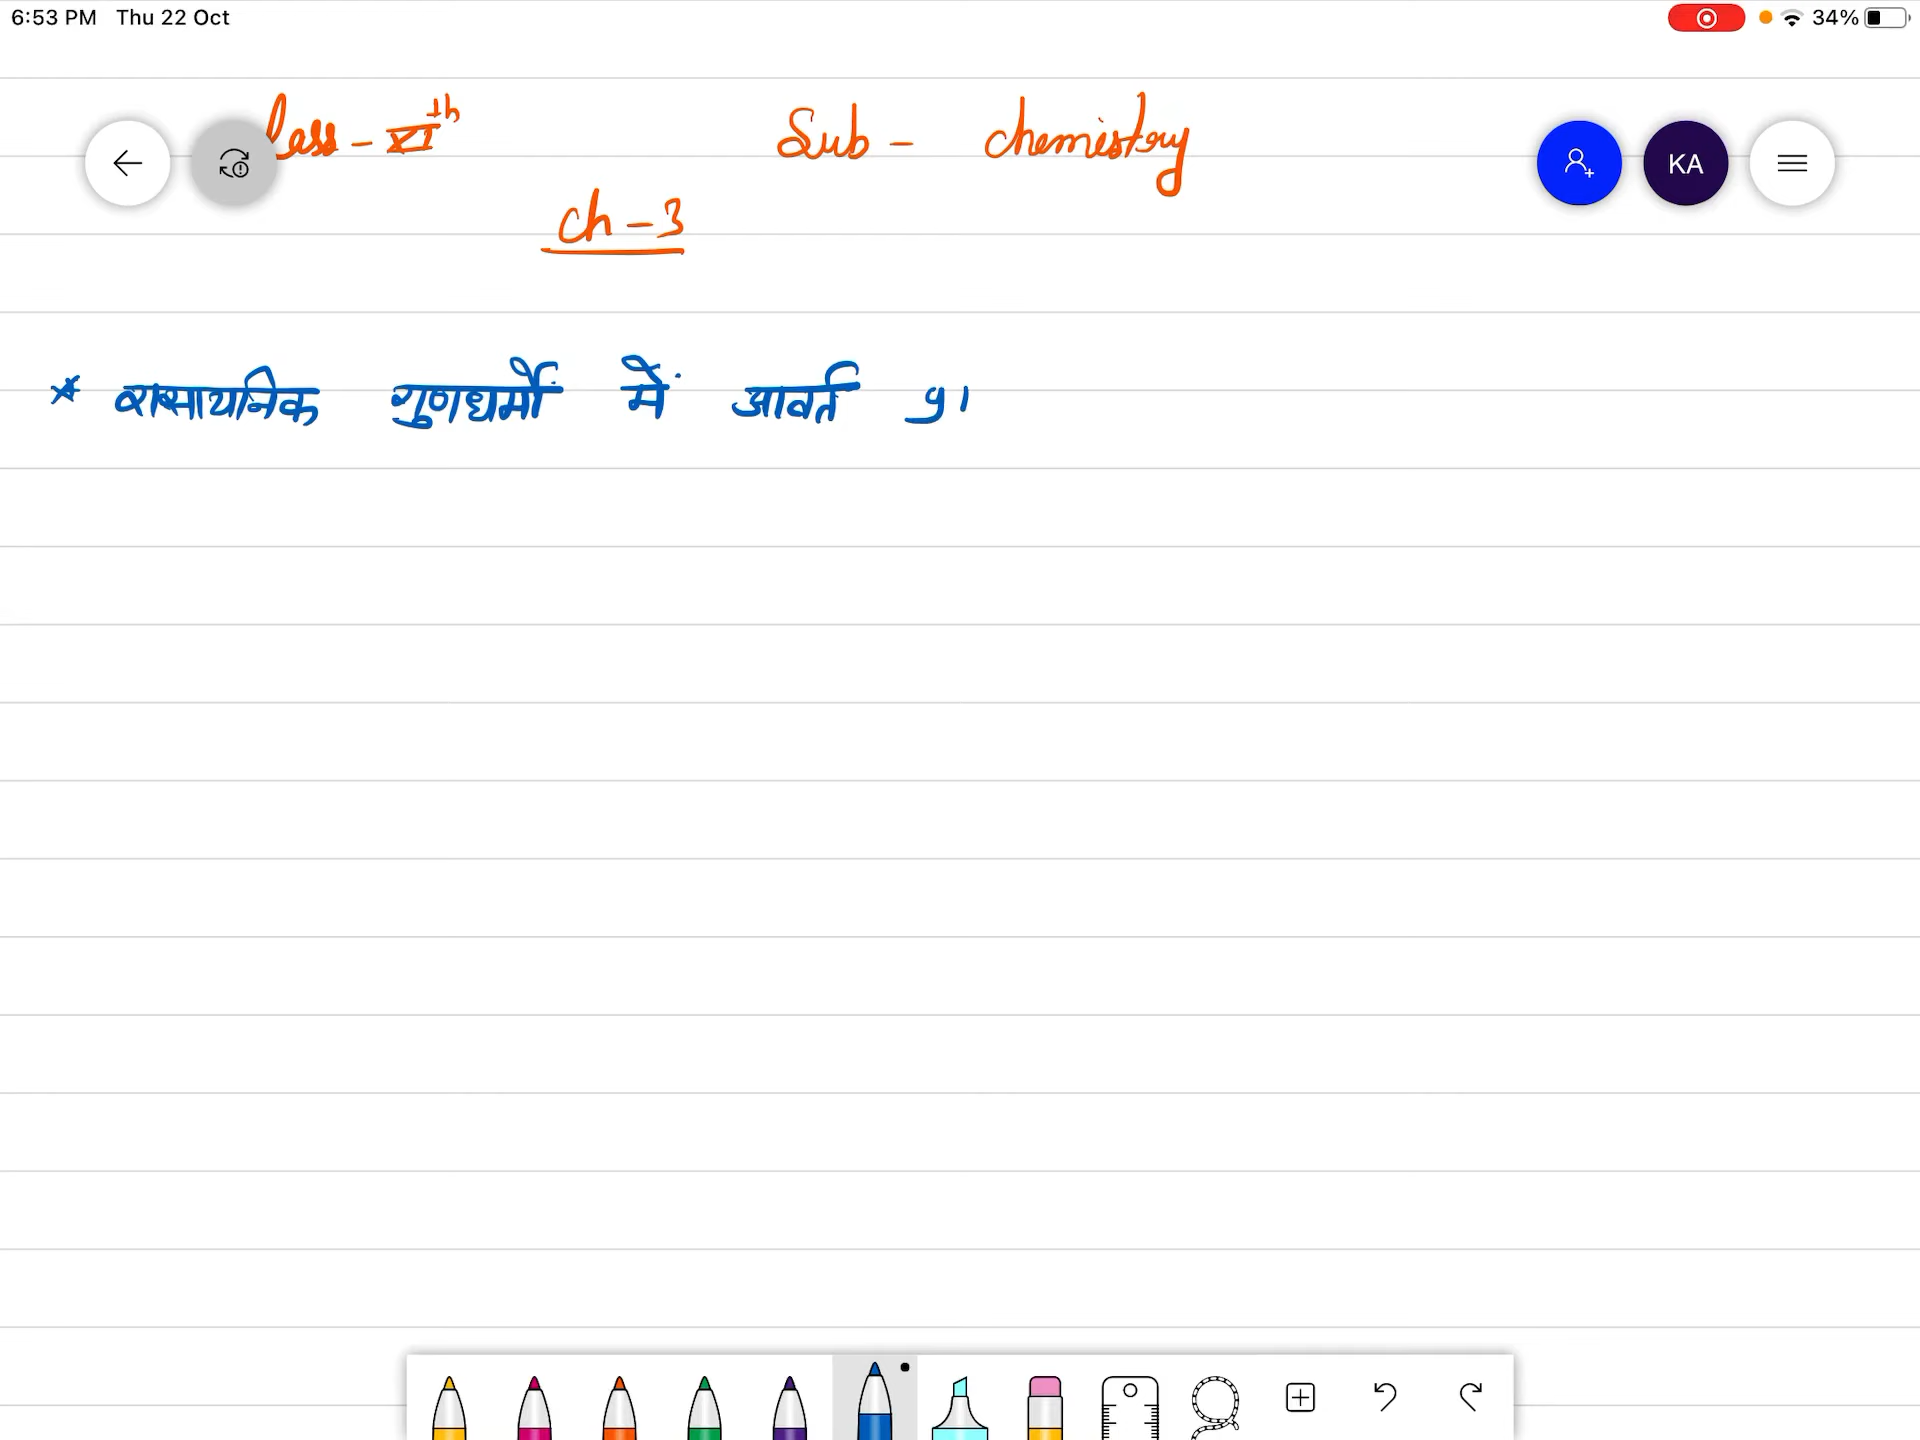 6:53 PM Thu 22 Oct 34%
lass - XIth Sub - chemistry
KA
ch - 3
* रासायनिक गुणधर्मों में आवर्त